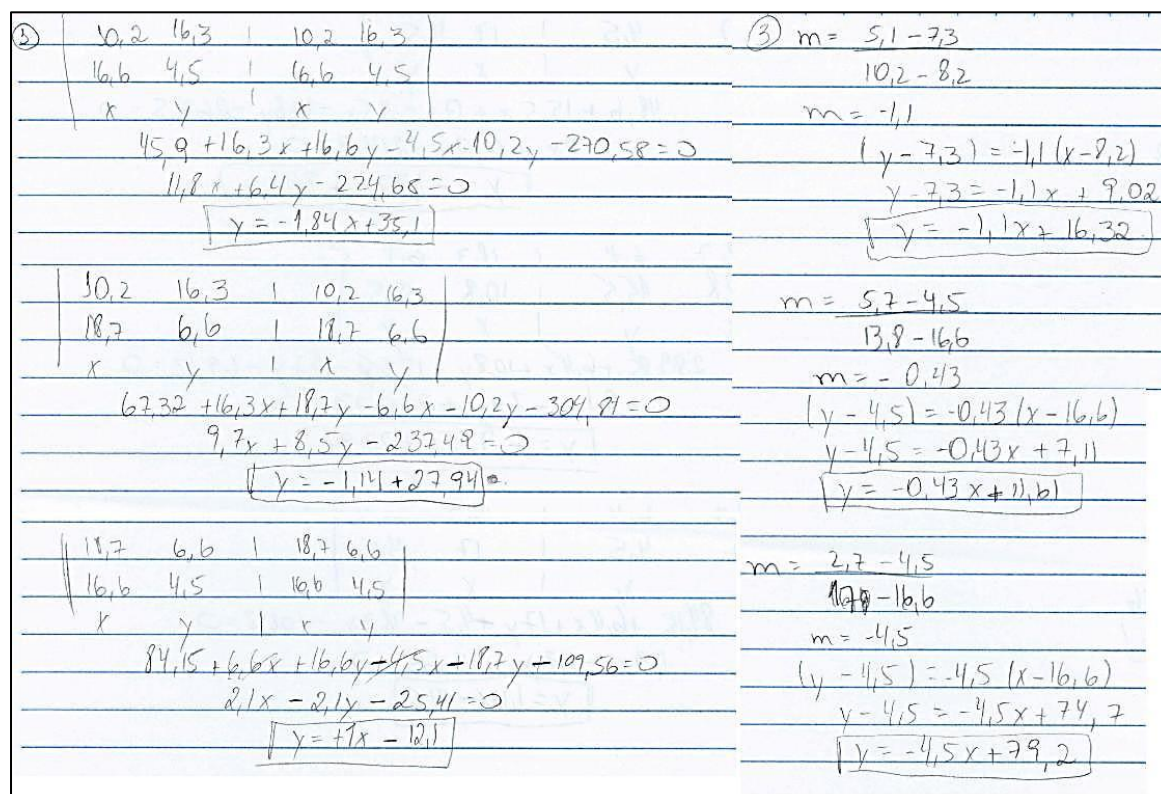 3) 10,2 16,3 1 10,2 16,3
16,6 4,5 1 16,6 4,5
x y 1 x y
45,9 + 16,3x + 16,6y - 4,5x - 10,2y - 270,58 = 0
11,8x + 6,4y - 224,68 = 0
y = -1,84x + 35,1
10,2 16,3 1 10,2 16,3
18,7 6,6 1 18,7 6,6
x y 1 x y
67,32 + 16,3x + 18,7y - 6,6x - 10,2y - 304,81 = 0
9,7x + 8,5y - 237,49 = 0
y = -1,14 + 27,94
18,7 6,6 1 18,7 6,6
16,6 4,5 1 16,6 4,5
x y 1 x y
84,15 + 6,6x + 16,6y - 4,5x - 18,7y - 109,56 = 0
2,1x - 2,1y - 25,41 = 0
y = +1x - 12,1
3) m = 5,1 - 7,3
10,2 - 8,2
m = -1,1
(y - 7,3) = -1,1(x - 8,2)
y - 7,3 = -1,1x + 9,02
y = -1,1x + 16,32
m = 5,7 - 4,5
13,8 - 16,6
m = -0,43
(y - 4,5) = -0,43(x - 16,6)
y - 4,5 = -0,43x + 7,11
y = -0,43x + 11,61
m = 2,7 - 4,5
- 16,6
m = -4,5
(y - 4,5) = -4,5(x - 16,6)
y - 4,5 = -4,5x + 74,7
y = -4,5x + 79,2